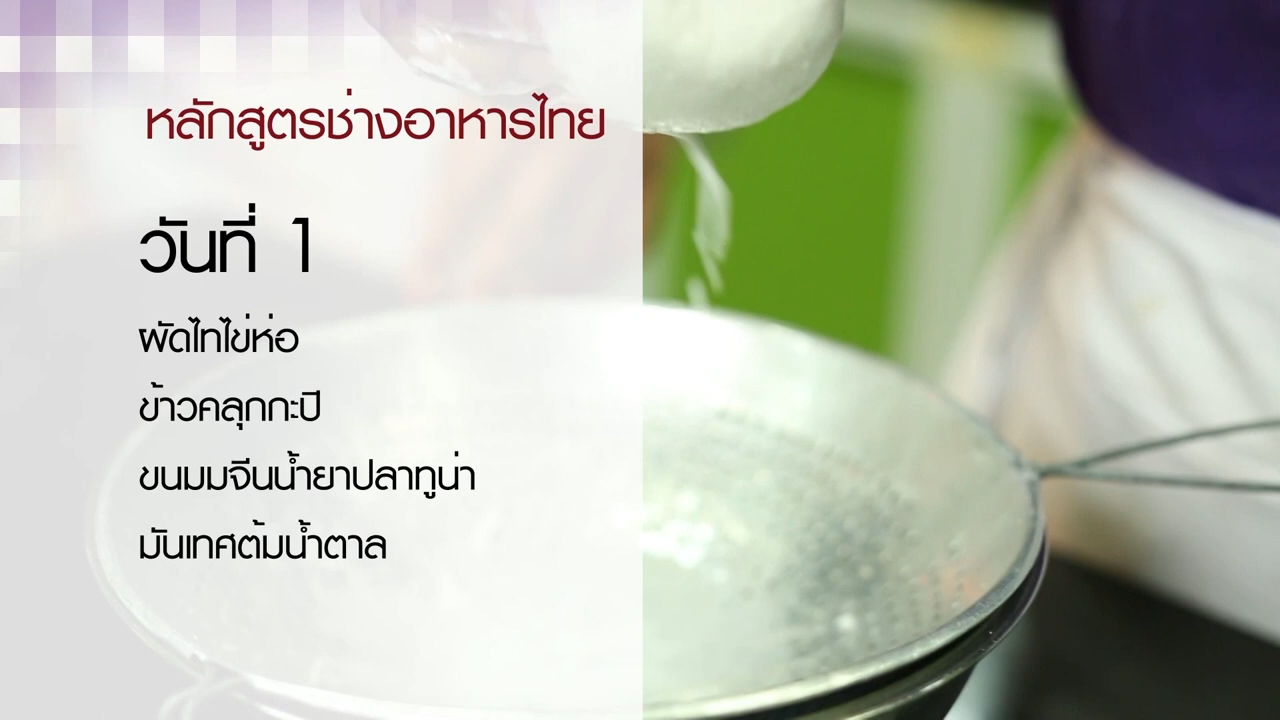 หลักสูตรช่างอาหารไทย
วันที่ 1
ผัดไทไข่ห่อ
ข้าวคลุกกะปิ
ขนมมจีนน้ำยาปลาทูน่า
มันเทศต้มน้ำตาล